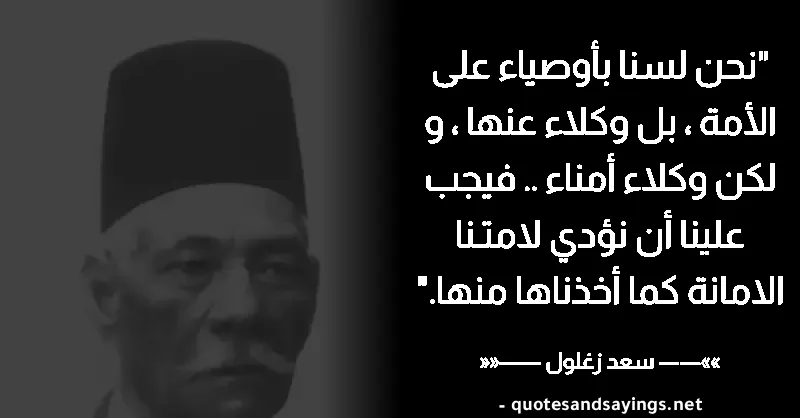 "نحن لسنا بأوصياء على
الأمة ، بل وكلاء عنها ، و
لكن وكلاء أمناء .. فيجب
علينا أن نؤدي لامتنا
الامانة كما أخذناها منها."
»»—— سعد زغلول ——««
- quotesandsayings.net